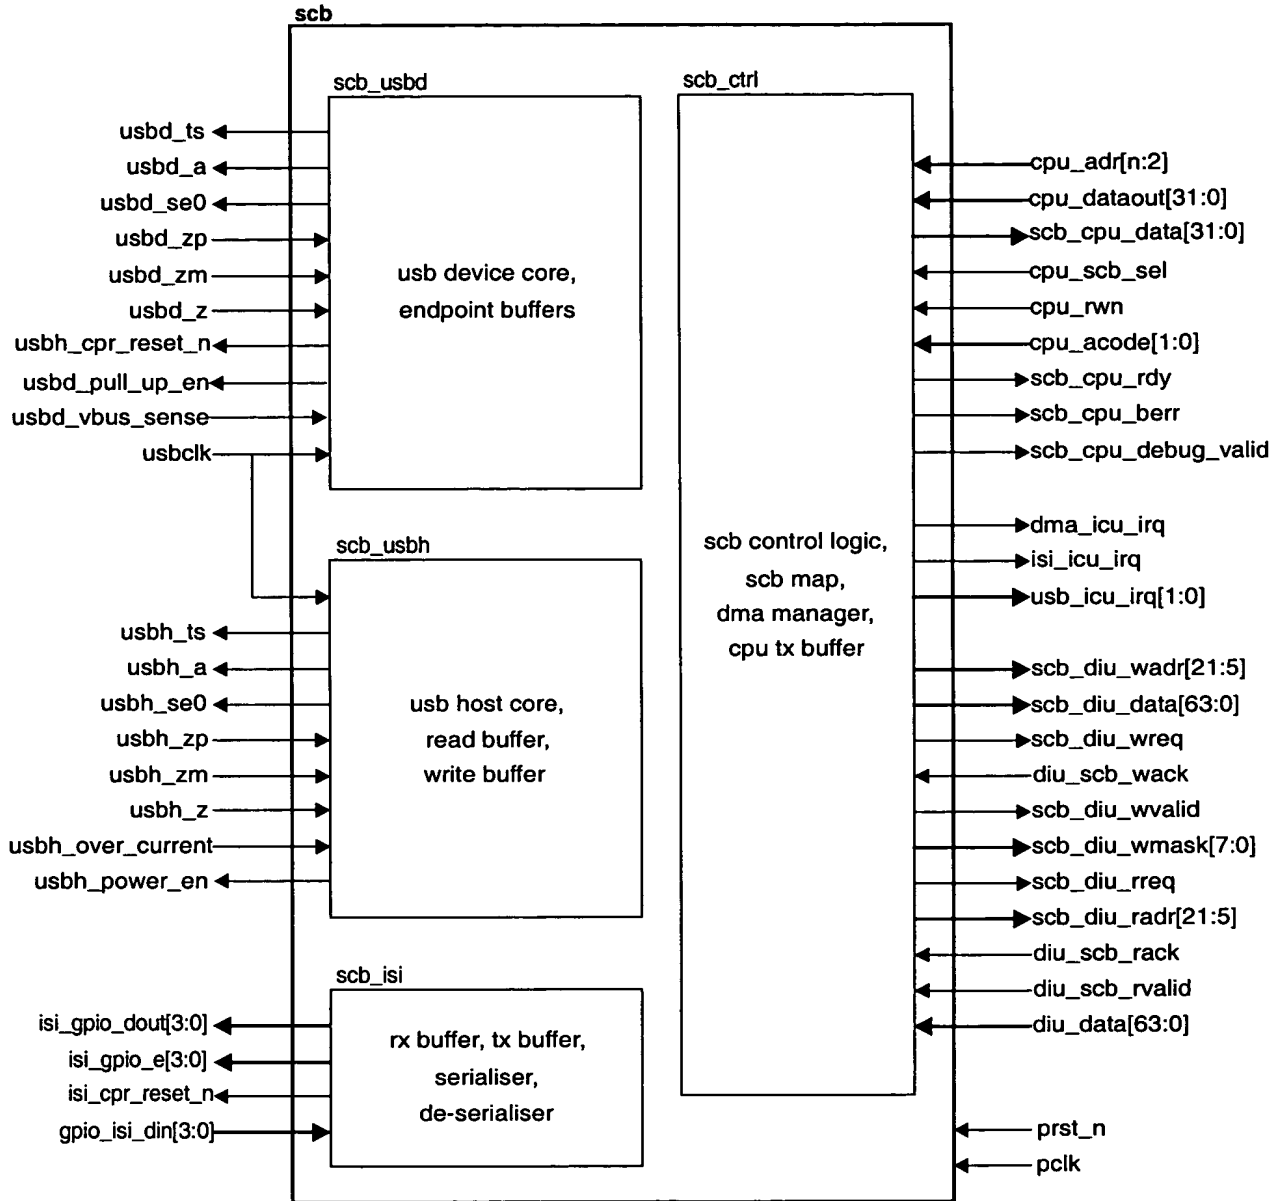 scb
scb_usbd
usbd_ts
usbd_a
usbd_se0
usbd_zp
usbd_zm
usbd_z
usbh_cpr_reset_n
usbd_pull_up_en
usbd_vbus_sense
usbclk
usb device core,
endpoint buffers
scb_usbh
usbh_ts
usbh_a
usbh_se0
usbh_zp
usbh_zm
usbh_z
usbh_over_current
usbh_power_en
usb host core,
read buffer,
write buffer
scb_isi
isi_gpio_dout[3:0]
isi_gpio_e[3:0]
isi_cpr_reset_n
gpio_isi_din[3:0]
rx buffer, tx buffer,
serialiser,
de-serialiser
scb_ctrl
scb control logic,
scb map,
dma manager,
cpu tx buffer
cpu_adr[n:2]
cpu_dataout[31:0]
scb_cpu_data[31:0]
cpu_scb_sel
cpu_rwn
cpu_acode[1:0]
scb_cpu_rdy
scb_cpu_berr
scb_cpu_debug_valid
dma_icu_irq
isi_icu_irq
usb_icu_irq[1:0]
scb_diu_wadr[21:5]
scb_diu_data[63:0]
scb_diu_wreq
diu_scb_wack
scb_diu_wvalid
scb_diu_wmask[7:0]
scb_diu_rreq
scb_diu_radr[21:5]
diu_scb_rack
diu_scb_rvalid
diu_data[63:0]
prst_n
pclk